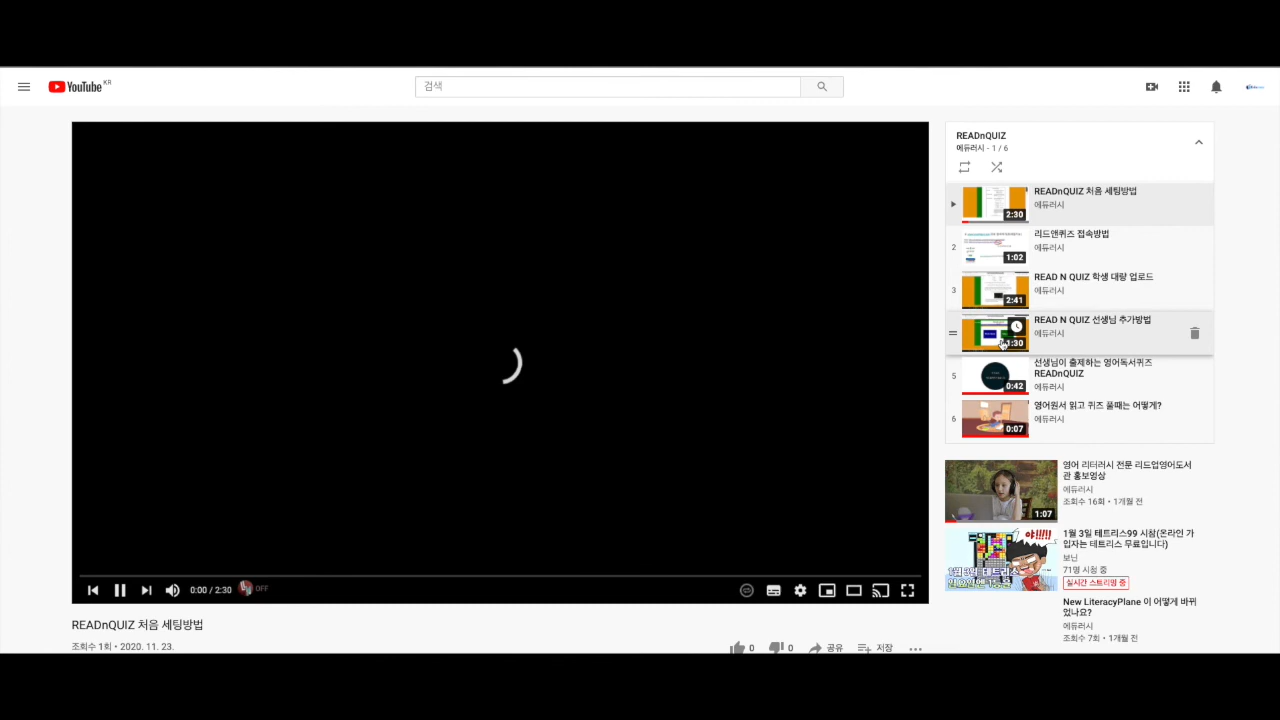 YouTube KR
검색
READnQUIZ
에듀러시 - 1 / 6
READnQUIZ 처음 세팅방법
에듀러시
2:30
2
리드앤퀴즈 접속방법
에듀러시
1:02
3
READ N QUIZ 학생 대량 업로드
에듀러시
2:41
READ N QUIZ 선생님 추가방법
에듀러시
1:30
5
선생님이 출제하는 영어독서퀴즈
READnQUIZ
에듀러시
0:42
6
영어원서 읽고 퀴즈 풀때는 어떻게?
에듀러시
0:07
영어 리터러시 전문 리드업영어도서
관 홍보영상
에듀러시
조회수 16회 • 1개월 전
1:07
1월 3일 테트리스99 시참(온라인 가
입자는 테트리스 무료입니다)
보닌
71명 시청 중
실시간 스트리밍 중
야!!!!!
1월 3일 테트리스
New LiteracyPlane 이 어떻게 바뀌
었나요?
에듀러시
조회수 7회 • 1개월 전
0:00 / 2:30
OFF
READnQUIZ 처음 세팅방법
조회수 1회 • 2020. 11. 23.
0
0
공유
저장